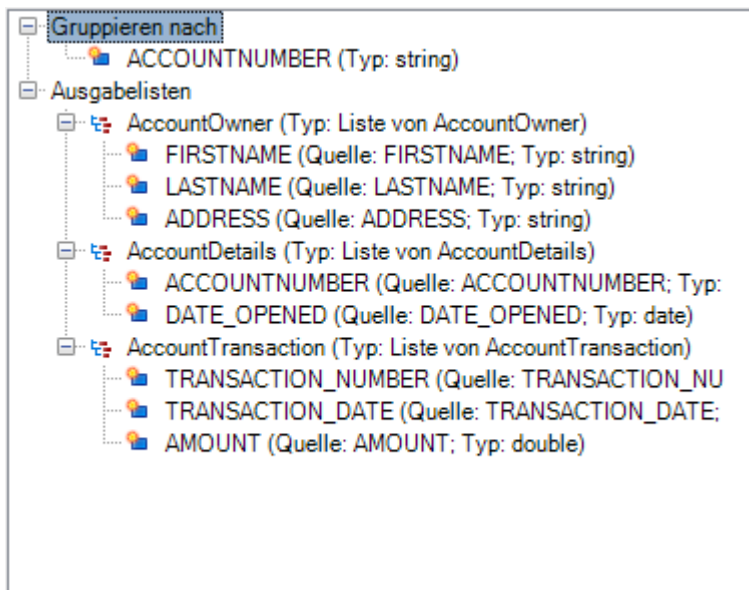 Gruppieren nach
ACCOUNTNUMBER (Typ: string)
Ausgabelisten
AccountOwner (Typ: Liste von AccountOwner)
FIRSTNAME (Quelle: FIRSTNAME; Typ: string)
LASTNAME (Quelle: LASTNAME; Typ: string)
ADDRESS (Quelle: ADDRESS; Typ: string)
AccountDetails (Typ: Liste von AccountDetails)
ACCOUNTNUMBER (Quelle: ACCOUNTNUMBER; Typ:
DATE_OPENED (Quelle: DATE_OPENED; Typ: date)
AccountTransaction (Typ: Liste von AccountTransaction)
TRANSACTION_NUMBER (Quelle: TRANSACTION_NU
TRANSACTION_DATE (Quelle: TRANSACTION_DATE;
AMOUNT (Quelle: AMOUNT; Typ: double)